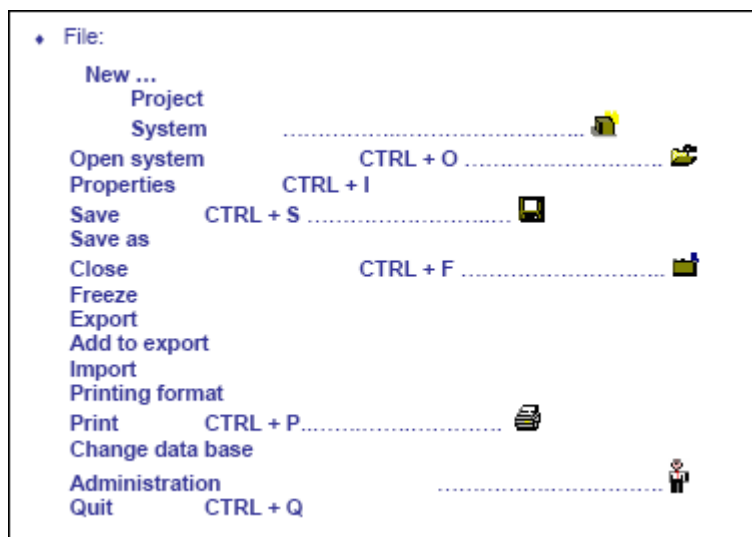 ♦ File:
New …
Project
System ……………………………………………..
Open system CTRL + O ……………………………
Properties CTRL + I
Save CTRL + S ………………………………
Save as
Close CTRL + F ……………………………
Freeze
Export
Add to export
Import
Printing format
Print CTRL + P………………………………
Change data base
Administration ……………………………………
Quit CTRL + Q